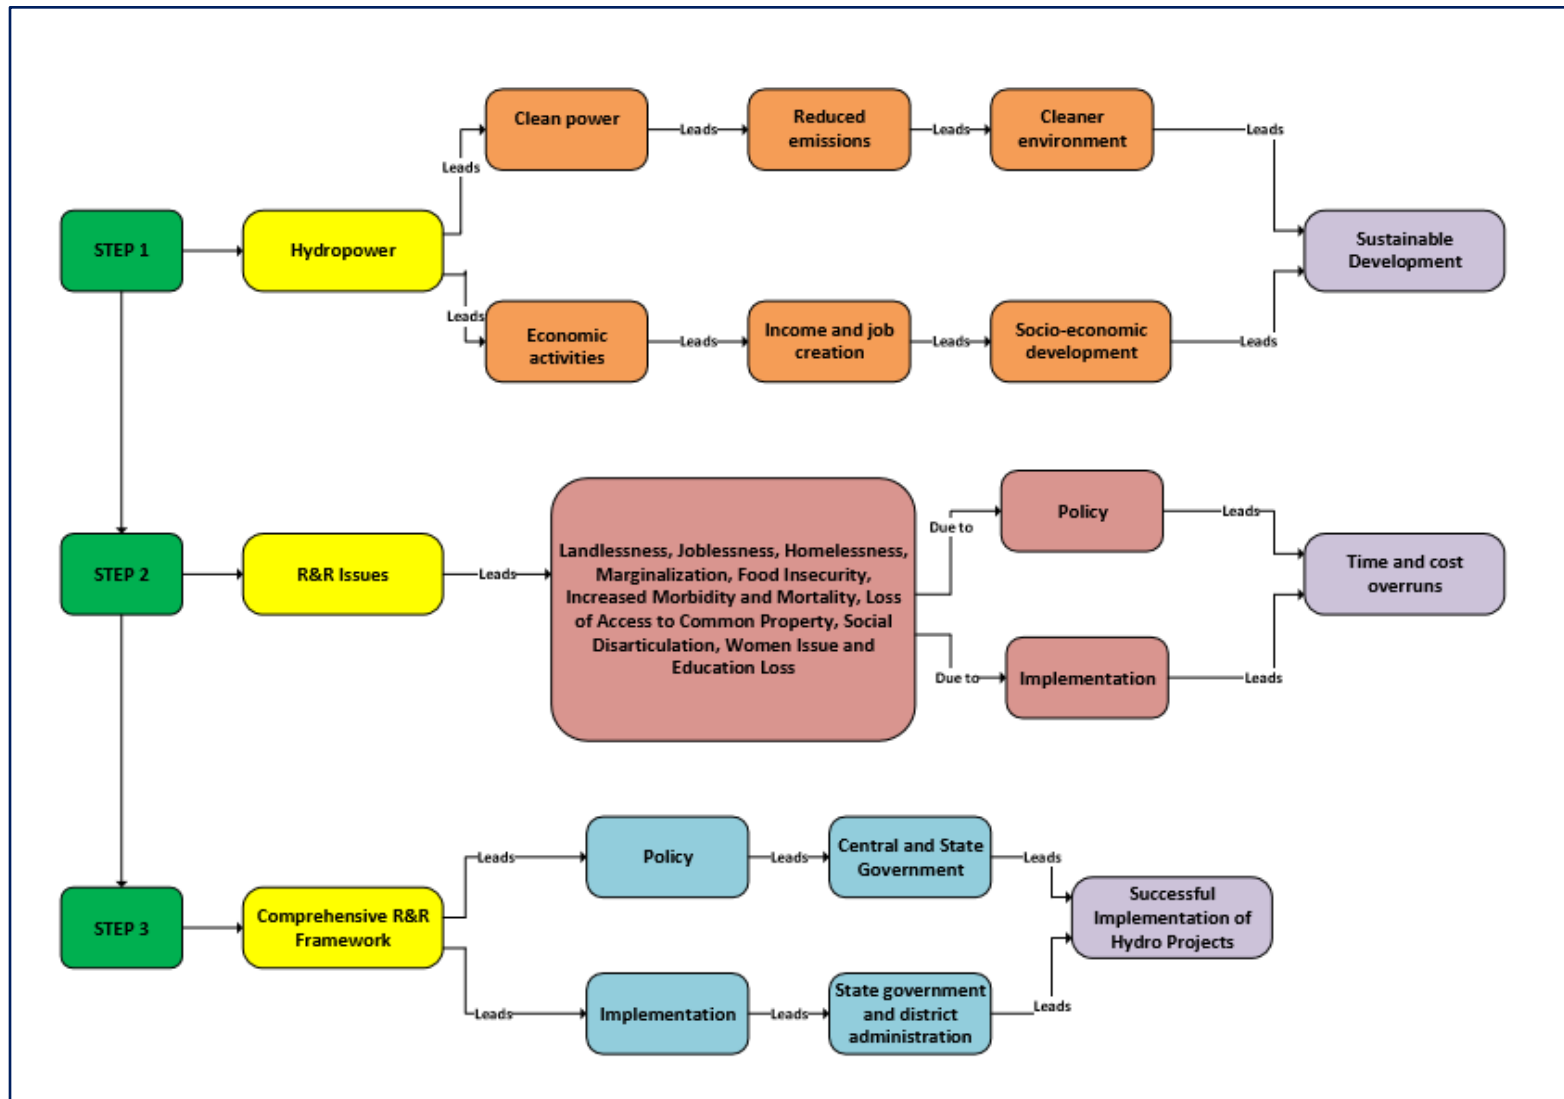 Clean power
Leads
Reduced
emissions
Leads
Cleaner
environment
Leads
Leads
STEP 1
Hydropower
Sustainable
Development
Leads
Economic
activities
Leads
Income and job
creation
Leads
Socio-economic
development
Leads
STEP 2
R&R Issues
Leads
Landlessness, Joblessness, Homelessness,
Marginalization, Food Insecurity,
Increased Morbidity and Mortality, Loss
of Access to Common Property, Social
Disarticulation, Women Issue and
Education Loss
Due to
Policy
Leads
Time and cost
overruns
Due to
Implementation
Leads
STEP 3
Comprehensive R&R
Framework
Leads
Policy
Leads
Central and State
Government
Leads
Successful
Implementation of
Hydro Projects
Leads
Implementation
Leads
State government
and district
administration
Leads